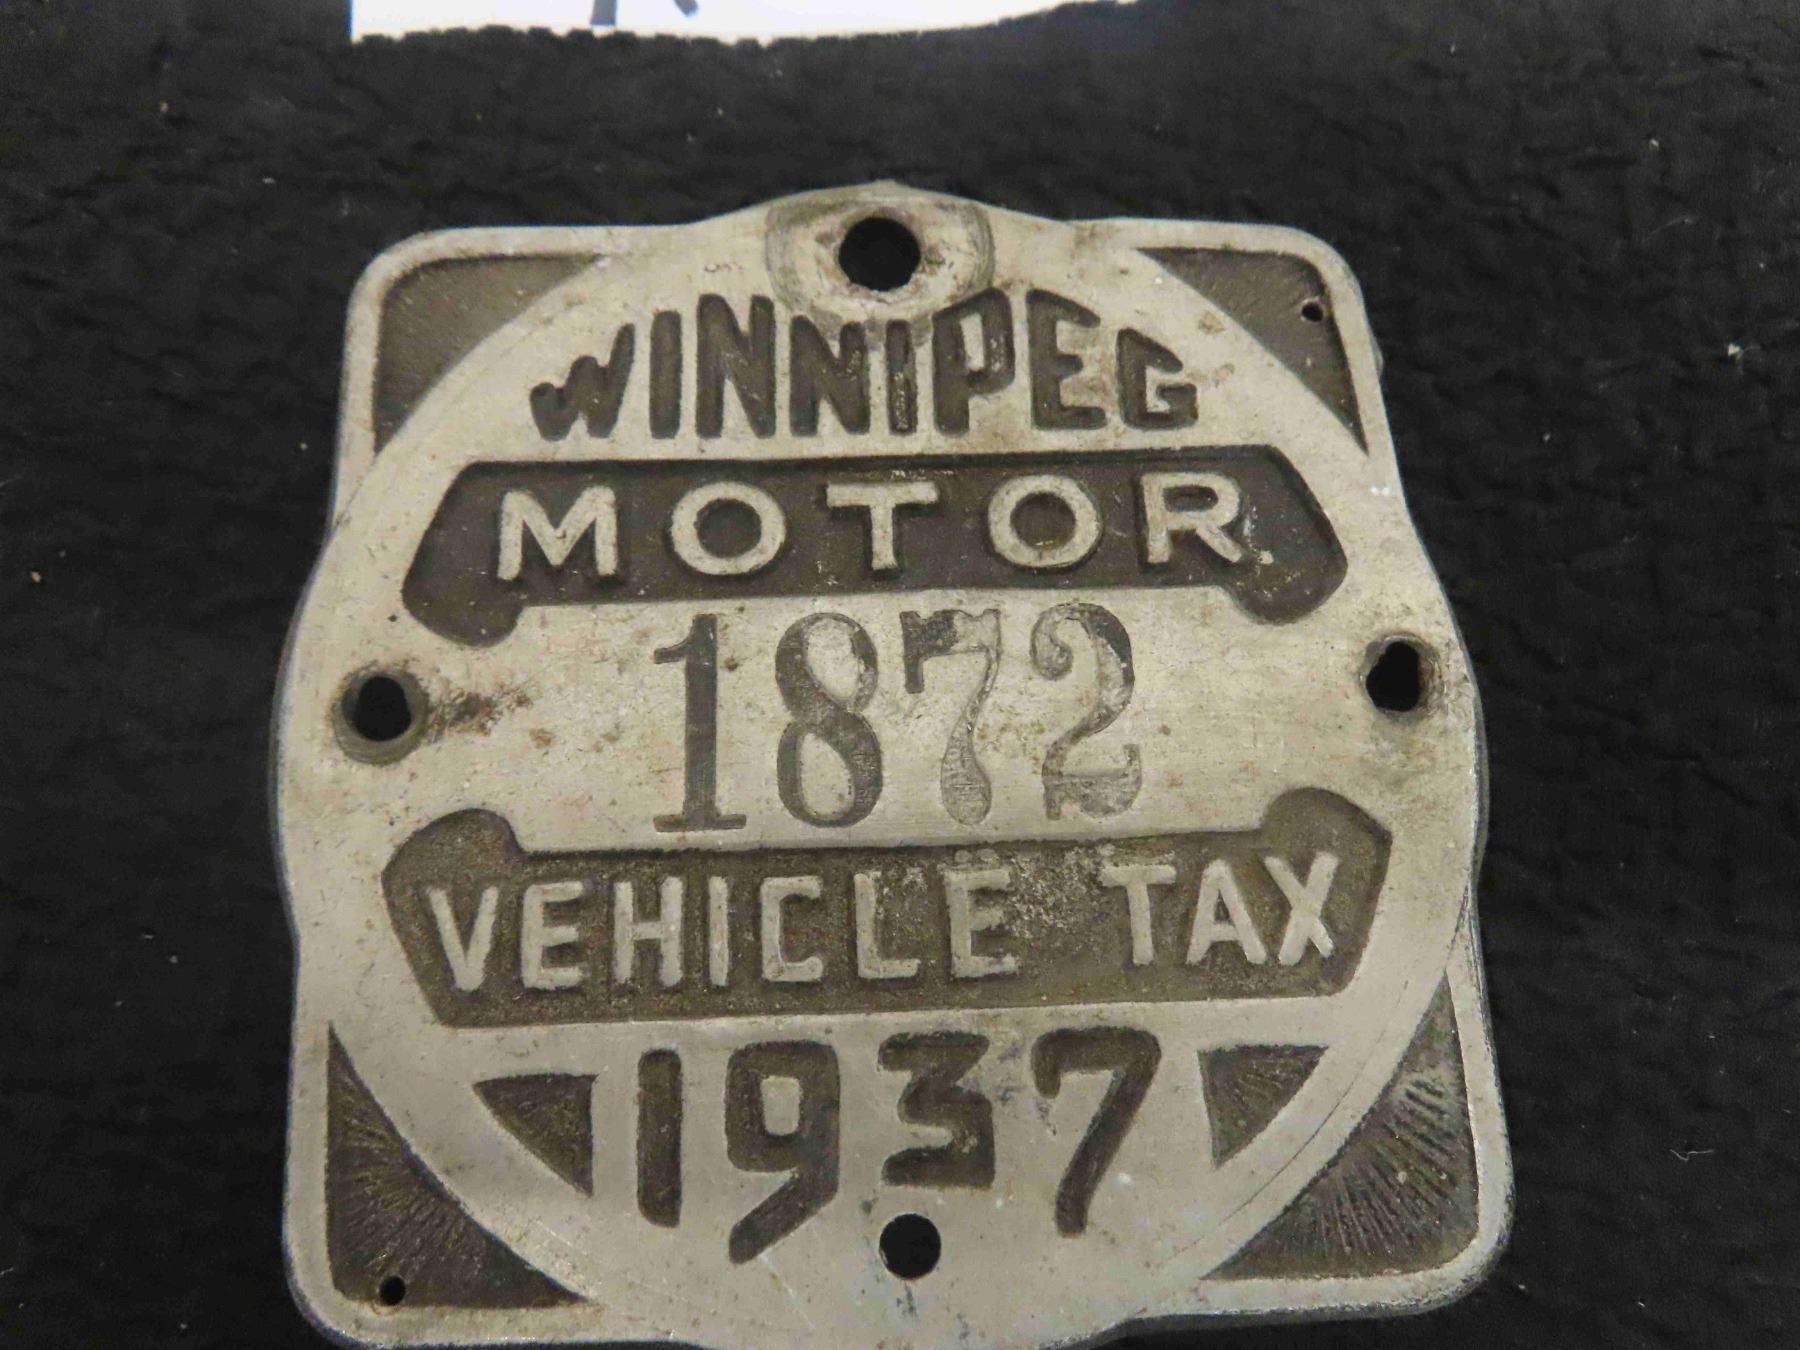 WINNIPEG
MOTOR
1872
VEHICLE TAX
1937